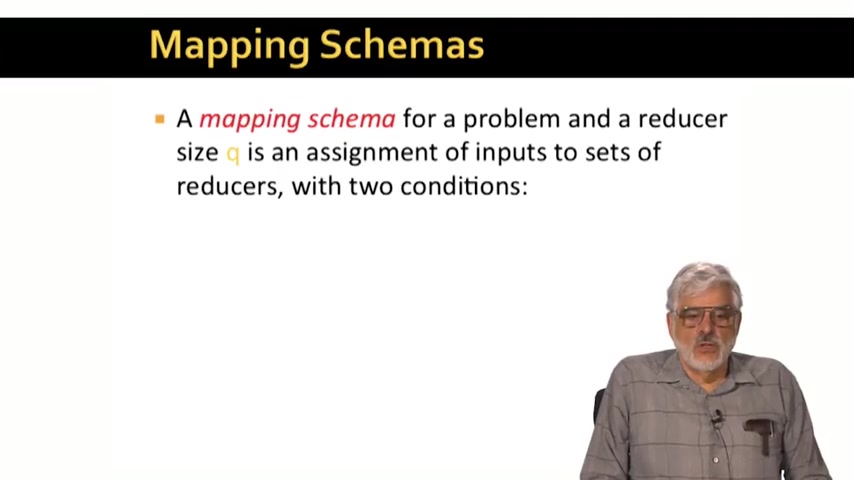 Mapping Schemas
A mapping schema for a problem and a reducer
size q is an assignment of inputs to sets of
reducers, with two conditions: